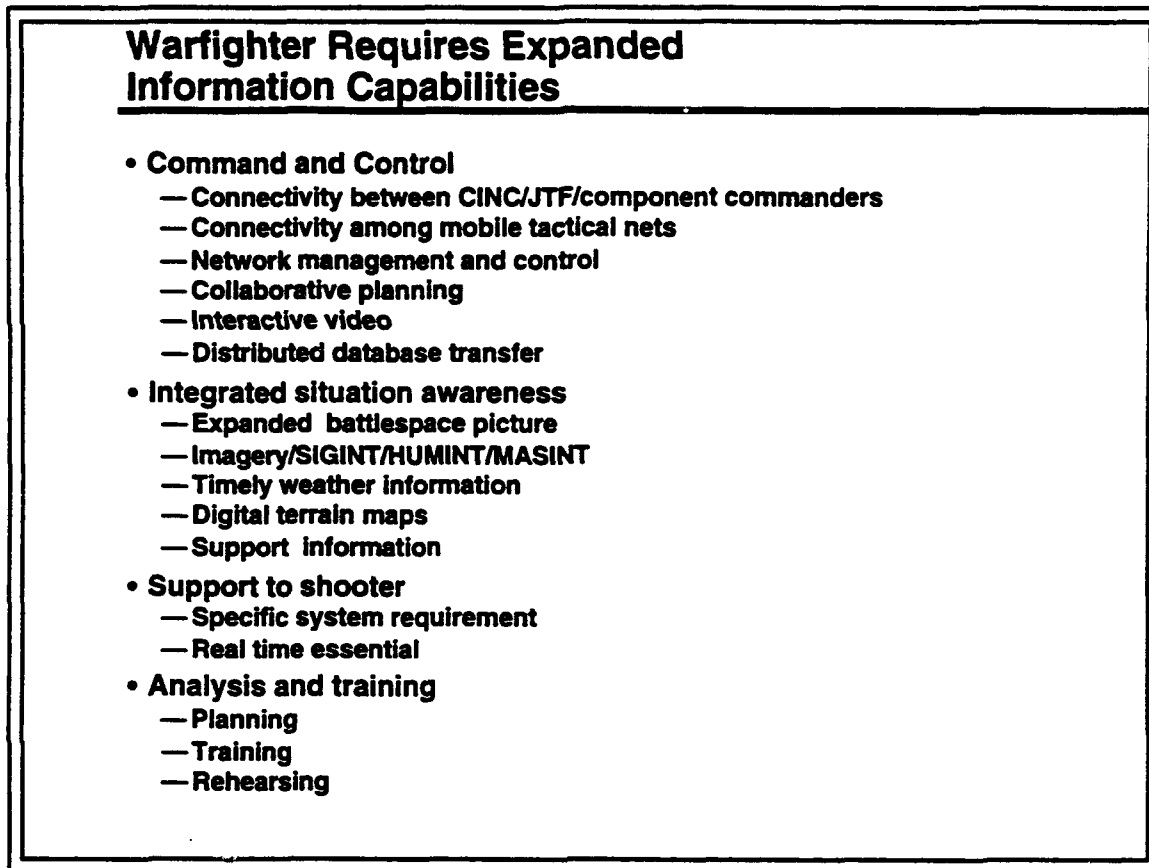 Warfighter Requires Expanded
Information Capabilities
• Command and Control
— Connectivity between CINC/JTF/component commanders
— Connectivity among mobile tactical nets
— Network management and control
— Collaborative planning
— Interactive video
— Distributed database transfer
• Integrated situation awareness
— Expanded battlespace picture
— Imagery/SIGINT/HUMINT/MASINT
— Timely weather information
— Digital terrain maps
— Support information
• Support to shooter
— Specific system requirement
— Real time essential
• Analysis and training
— Planning
— Training
— Rehearsing